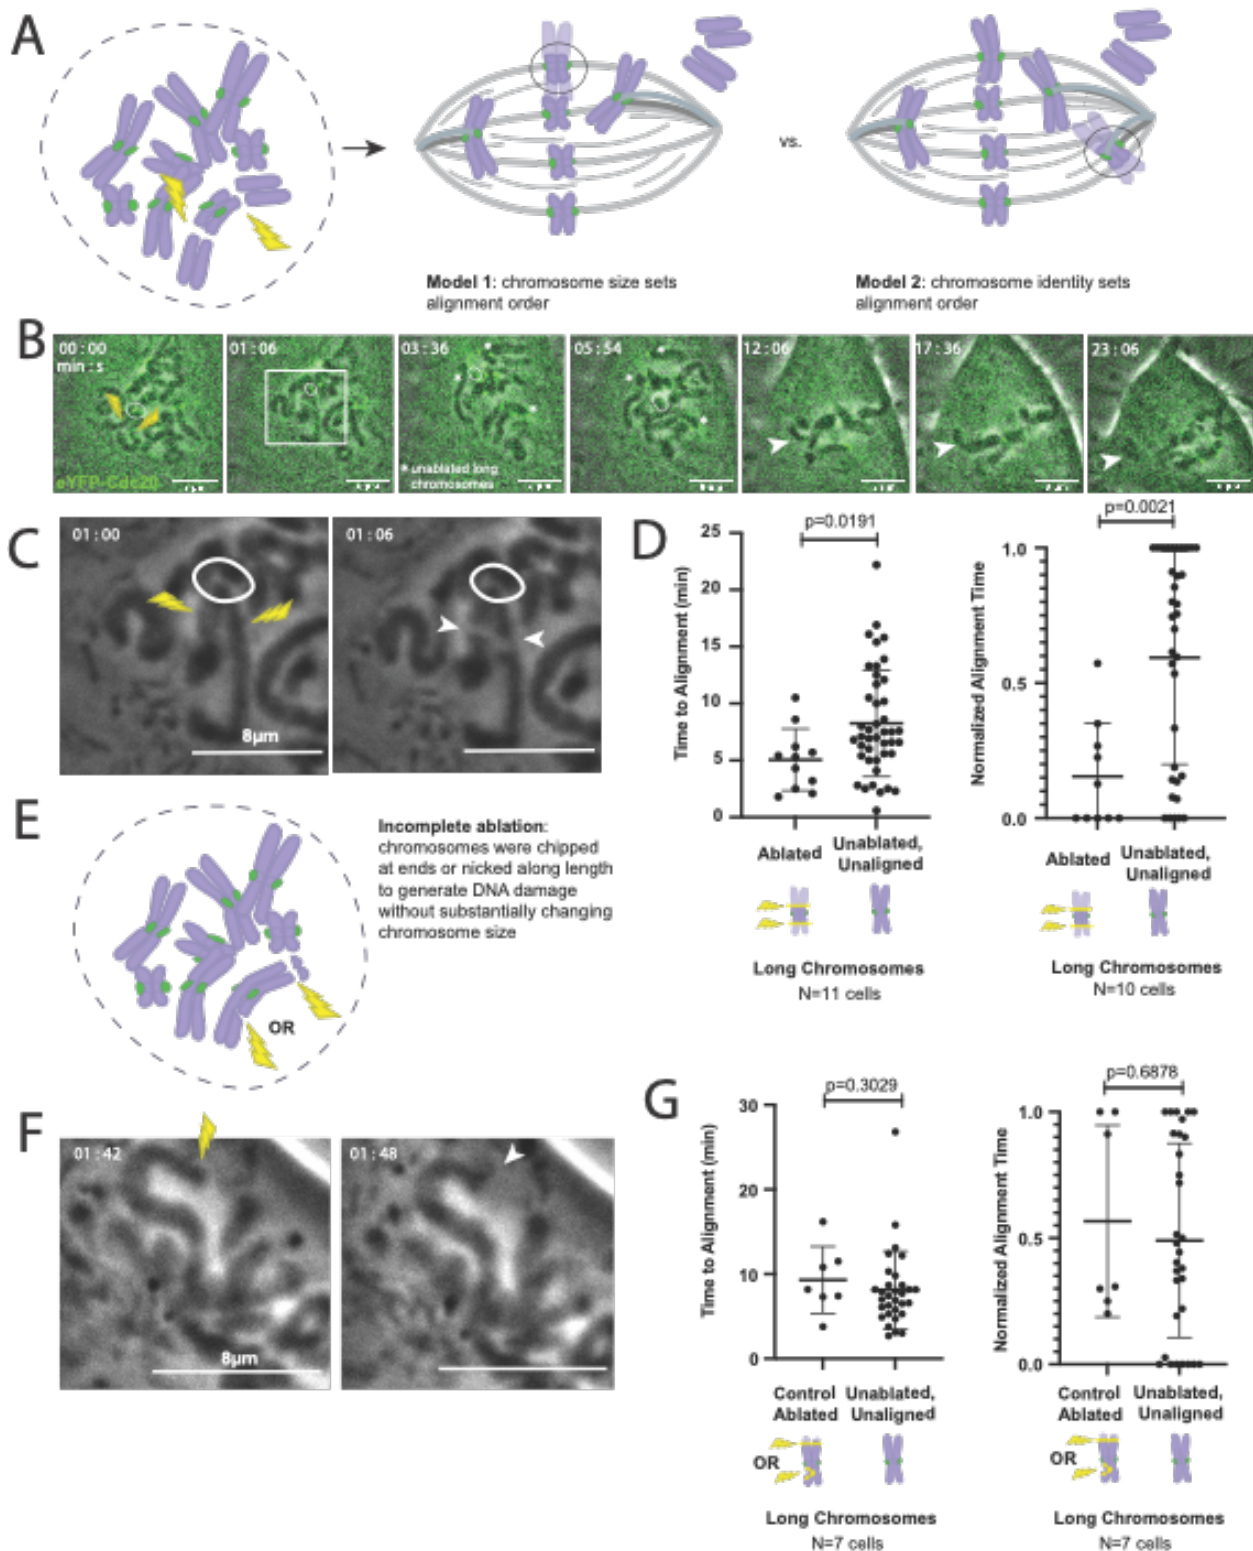 A
vs.
Model 1: chromosome size sets
alignment order
Model 2: chromosome identity sets
alignment order
B
00:00
min : s
01:06
03:36
05:54
12:06
17:36
23:06
eYFP-Cdc20
* unablated long
chromosomes
C
01 : 00
01 : 06
8µm
D
p=0.0191
25
20
15
10
5
0
Time to Alignment (min)
Ablated
Unablated,
Unaligned
Long Chromosomes
N=11 cells
p=0.0021
1.0
0.5
0.0
Normalized Alignment Time
Ablated
Unablated,
Unaligned
Long Chromosomes
N=10 cells
E
Incomplete ablation:
chromosomes were chipped
at ends or nicked along length
to generate DNA damage
without substantially changing
chromosome size
OR
F
01 : 42
01 : 48
8µm
G
p=0.3029
30
20
10
0
Time to Alignment (min)
Control
Ablated
Unablated,
Unaligned
OR
Long Chromosomes
N=7 cells
p=0.6878
1.0
0.5
0.0
Normalized Alignment Time
Control
Ablated
Unablated,
Unaligned
OR
Long Chromosomes
N=7 cells